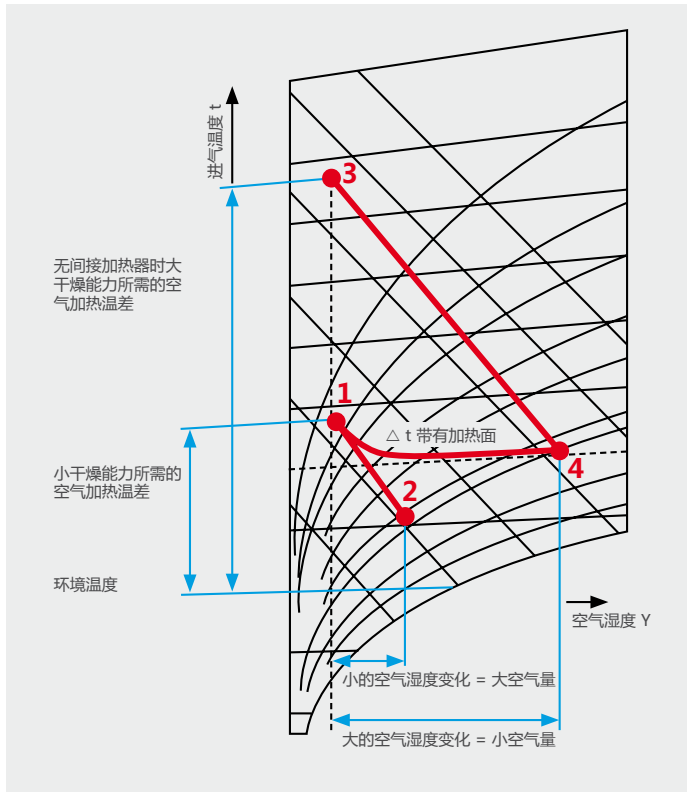 进气温度 t
3
无间接加热器时大
干燥能力所需的空
气加热温差
1
△ t 带有加热面
4
小干燥能力所需的
空气加热温差
2
环境温度
空气湿度 Y
小的空气湿度变化 = 大空气量
大的空气湿度变化 = 小空气量